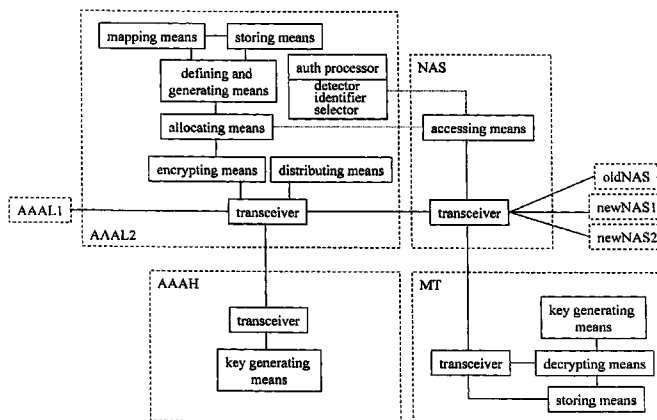 mapping means
storing means
defining and
generating means
auth processor
detector
identifier
selector
NAS
allocating means
accessing means
encrypting means
distributing means
oldNAS
AAAL1
transceiver
transceiver
newNAS1
AAAL2
newNAS2
AAAH
MT
transceiver
key generating
means
key generating
means
transceiver
decrypting means
storing means